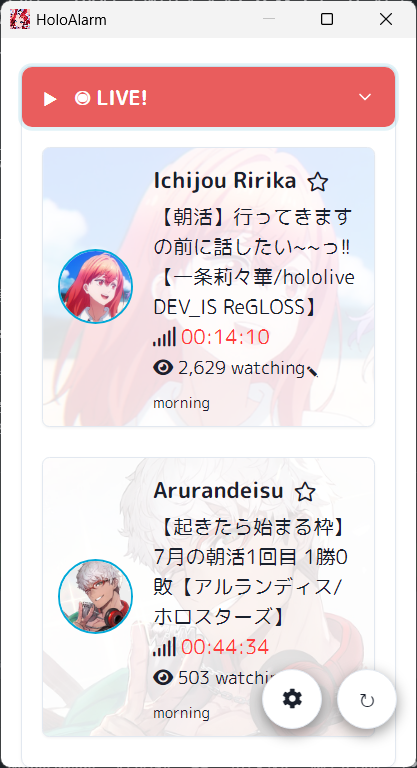 HoloAlarm
LIVE!
Ichijou Ririka
【朝活】行ってきます
の前に話したい~~っ!!
【一条莉々華/hololive
DEV_IS ReGLOSS】
00:14:10
2,629 watching
morning
Arurandeisu
【起きたら始まる枠】
7月の朝活1回目 1勝0
敗【アルランディス/
ホロスターズ】
00:44:34
503
morning